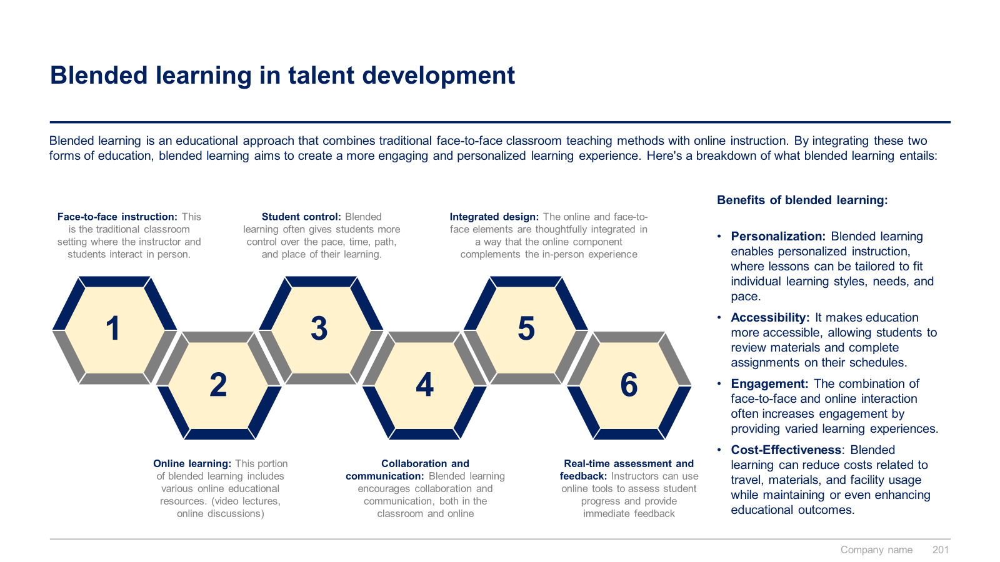 Blended learning in talent development
Blended learning is an educational approach that combines traditional face-to-face classroom teaching methods with online instruction. By integrating these two
forms of education, blended learning aims to create a more engaging and personalized learning experience. Here's a breakdown of what blended learning entails:
Face-to-face instruction: This
is the traditional classroom
setting where the instructor and
students interact in person.
Student control: Blended
learning often gives students more
control over the pace, time, path,
and place of their learning.
Integrated design: The online and face-to-
face elements are thoughtfully integrated in
a way that the online component
complements the in-person experience
1
2
3
4
5
6
Online learning: This portion
of blended learning includes
various online educational
resources. (video lectures,
online discussions)
Collaboration and
communication: Blended learning
encourages collaboration and
communication, both in the
classroom and online
Real-time assessment and
feedback: Instructors can use
online tools to assess student
progress and provide
immediate feedback
Benefits of blended learning:
• Personalization: Blended learning
enables personalized instruction,
where lessons can be tailored to fit
individual learning styles, needs, and
pace.
• Accessibility: It makes education
more accessible, allowing students to
review materials and complete
assignments on their schedules.
• Engagement: The combination of
face-to-face and online interaction
often increases engagement by
providing varied learning experiences.
• Cost-Effectiveness: Blended
learning can reduce costs related to
travel, materials, and facility usage
while maintaining or even enhancing
educational outcomes.
Company name 201